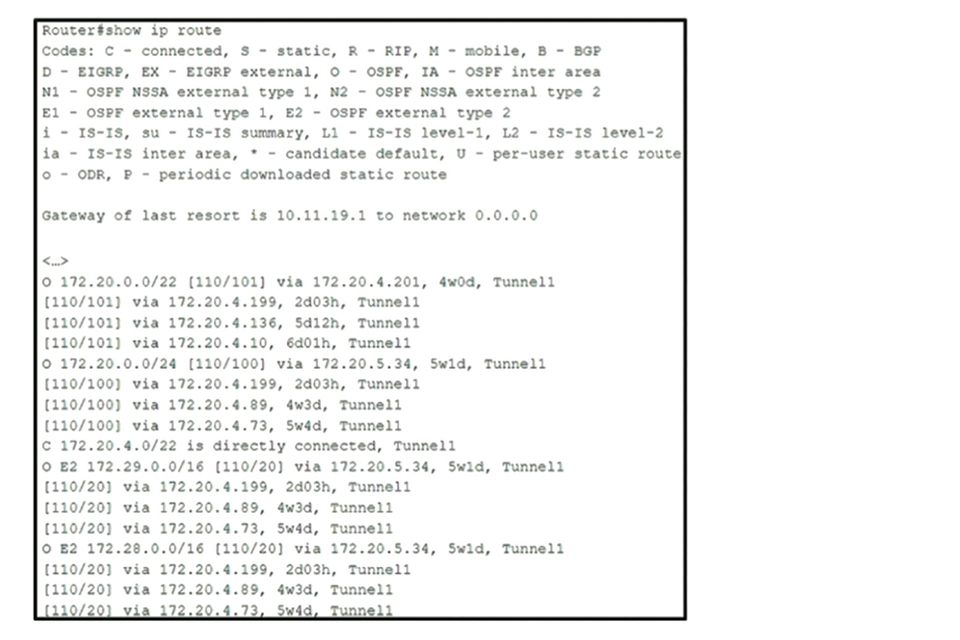 Router#show ip route
Codes: C - connected, S - static, R - RIP, M - mobile, B - BGP
D - EIGRP, EX - EIGRP external, O - OSPF, IA - OSPF inter area
N1 - OSPF NSSA external type 1, N2 - OSPF NSSA external type 2
E1 - OSPF external type 1, E2 - OSPF external type 2
i - IS-IS, su - IS-IS summary, L1 - IS-IS level-1, L2 - IS-IS level-2
ia - IS-IS inter area, * - candidate default, U - per-user static route
o - ODR, P - periodic downloaded static route
Gateway of last resort is 10.11.19.1 to network 0.0.0.0
<…>
O 172.20.0.0/22 [110/101] via 172.20.4.201, 4w0d, Tunnel1
[110/101] via 172.20.4.199, 2d03h, Tunnel1
[110/101] via 172.20.4.136, 5d12h, Tunnel1
[110/101] via 172.20.4.10, 6d01h, Tunnel1
O 172.20.0.0/24 [110/100] via 172.20.5.34, 5w1d, Tunnel1
[110/100] via 172.20.4.199, 2d03h, Tunnel1
[110/100] via 172.20.4.89, 4w3d, Tunnel1
[110/100] via 172.20.4.73, 5w4d, Tunnel1
C 172.20.4.0/22 is directly connected, Tunnel1
O E2 172.29.0.0/16 [110/20] via 172.20.5.34, 5w1d, Tunnel1
[110/20] via 172.20.4.199, 2d03h, Tunnel1
[110/20] via 172.20.4.89, 4w3d, Tunnel1
[110/20] via 172.20.4.73, 5w4d, Tunnel1
O E2 172.28.0.0/16 [110/20] via 172.20.5.34, 5w1d, Tunnel1
[110/20] via 172.20.4.199, 2d03h, Tunnel1
[110/20] via 172.20.4.89, 4w3d, Tunnel1
[110/20] via 172.20.4.73, 5w4d, Tunnel1